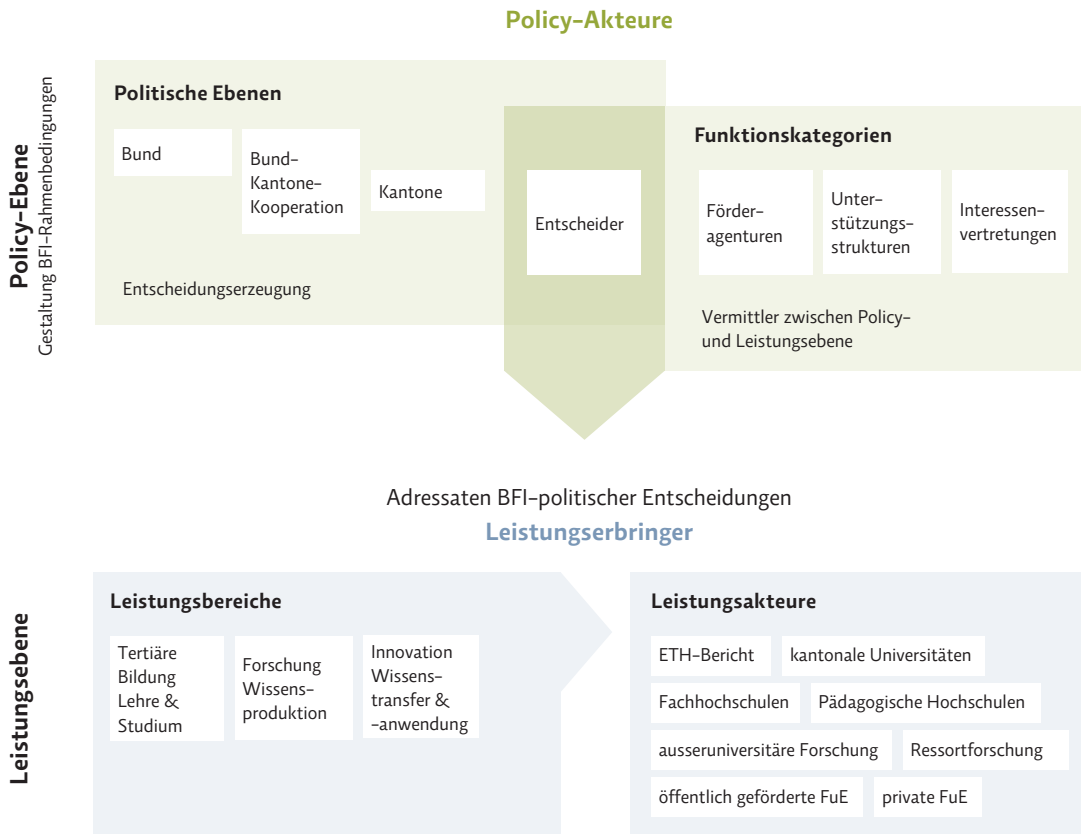 Policy-Akteure
Policy-Ebene
Gestaltung BFI-Rahmenbedingungen
Politische Ebenen
Bund
Bund-
Kantone-
Kooperation
Kantone
Entscheidungserzeugung
Entscheider
Funktionskategorien
Förder-
agenturen
Unter-
stützungs-
strukturen
Interessen-
vertretungen
Vermittler zwischen Policy-
und Leistungsebene
Adressaten BFI-politischer Entscheidungen
Leistungserbringer
Leistungsebene
Leistungsbereiche
Tertiäre
Bildung
Lehre &
Studium
Forschung
Wissens-
produktion
Innovation
Wissens-
transfer &
-anwendung
Leistungsakteure
ETH-Bericht
kantonale Universitäten
Fachhochschulen
Pädagogische Hochschulen
ausseruniversitäre Forschung
Ressortforschung
öffentlich geförderte FuE
private FuE